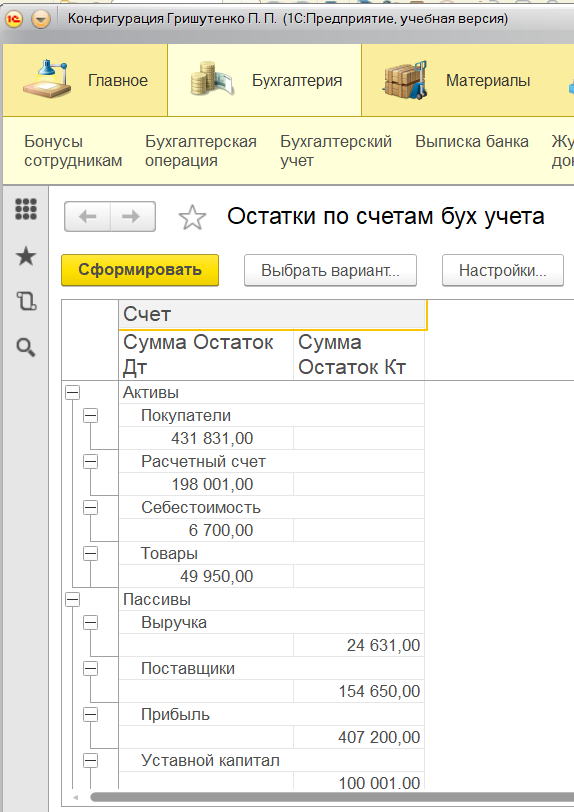 Конфигурация Гришутенко П. П. (1С:Предприятие, учебная версия)
Главное
Бухгалтерия
Материалы
Бонусы сотрудникам
Бухгалтерская операция
Бухгалтерский учет
Выписка банка
Остатки по счетам бух учета
Сформировать
Выбрать вариант...
Настройки...
Счет
Сумма Остаток Дт
Сумма Остаток Кт
Активы
Покупатели
431 831,00
Расчетный счет
198 001,00
Себестоимость
6 700,00
Товары
49 950,00
Пассивы
Выручка
24 631,00
Поставщики
154 650,00
Прибыль
407 200,00
Уставной капитал
100 001,00